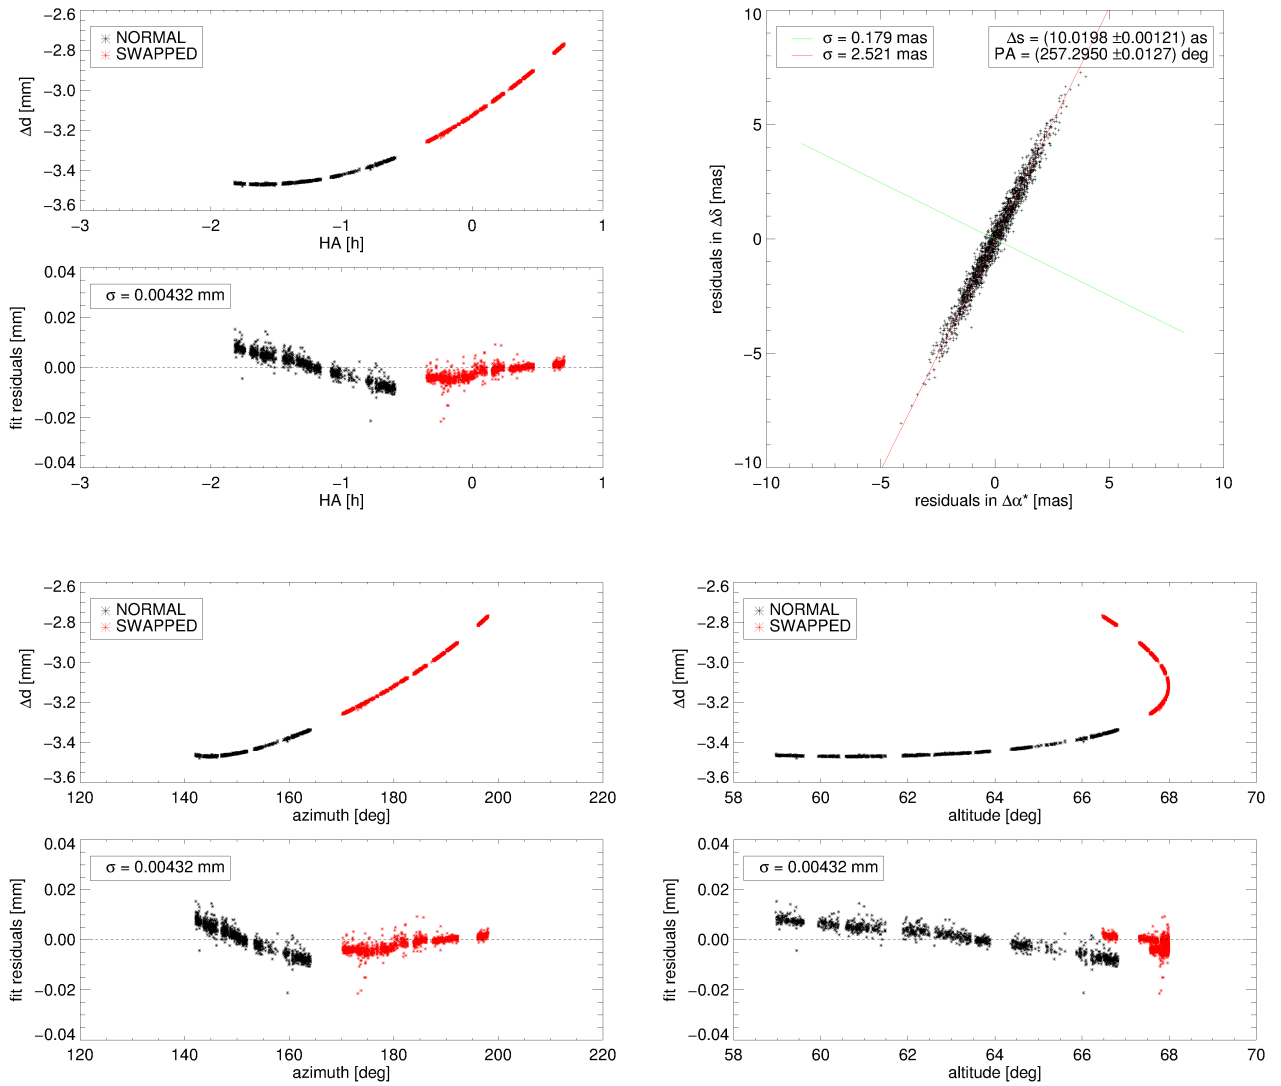 −2.6
−2.8
−3.0
−3.2
−3.4
−3.6
Δd [mm]
✳ NORMAL
✳ SWAPPED
−3 −2 −1 0 1
HA [h]
0.04
0.02
0.00
−0.02
−0.04
fit residuals [mm]
σ = 0.00432 mm
−3 −2 −1 0 1
HA [h]
10
5
0
−5
−10
residuals in Δδ [mas]
σ = 0.179 mas
σ = 2.521 mas
Δs = (10.0198 ±0.00121) as
PA = (257.2950 ±0.0127) deg
−10 −5 0 5 10
residuals in Δα* [mas]
−2.6
−2.8
−3.0
−3.2
−3.4
−3.6
Δd [mm]
✳ NORMAL
✳ SWAPPED
120 140 160 180 200 220
azimuth [deg]
−2.6
−2.8
−3.0
−3.2
−3.4
−3.6
Δd [mm]
✳ NORMAL
✳ SWAPPED
58 60 62 64 66 68 70
altitude [deg]
0.04
0.02
0.00
−0.02
−0.04
fit residuals [mm]
σ = 0.00432 mm
120 140 160 180 200 220
azimuth [deg]
0.04
0.02
0.00
−0.02
−0.04
fit residuals [mm]
σ = 0.00432 mm
58 60 62 64 66 68 70
altitude [deg]